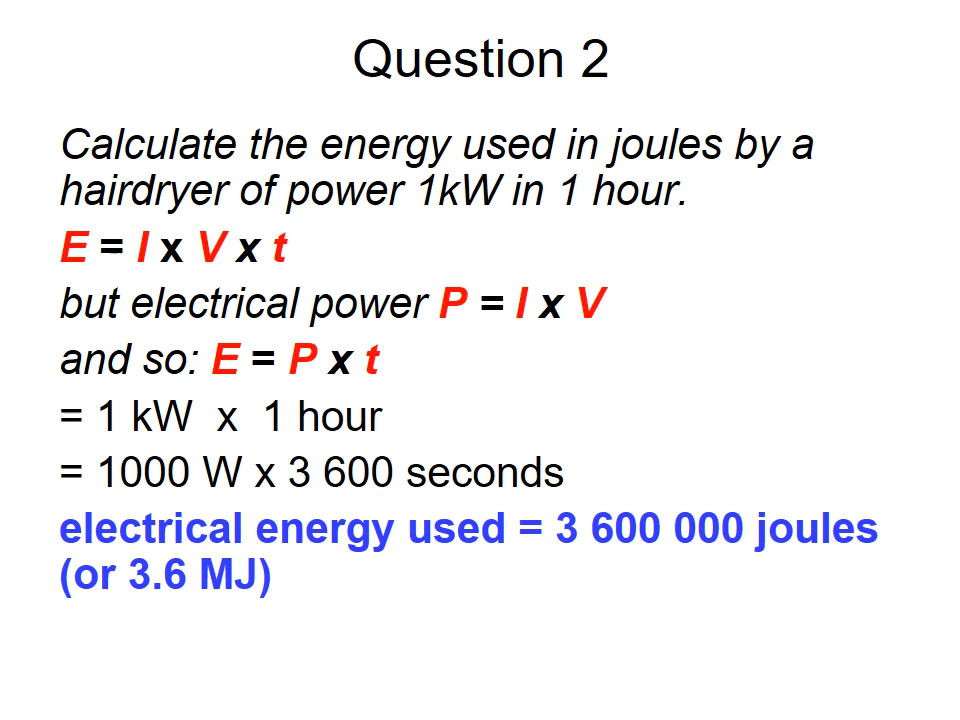 Question 2
Calculate the energy used in joules by a
hairdryer of power 1kW in 1 hour.
E = I x V x t
but electrical power P = I x V
and so: E = P x t
= 1 kW  x  1 hour
= 1000 W x 3 600 seconds
electrical energy used = 3 600 000 joules
(or 3.6 MJ)